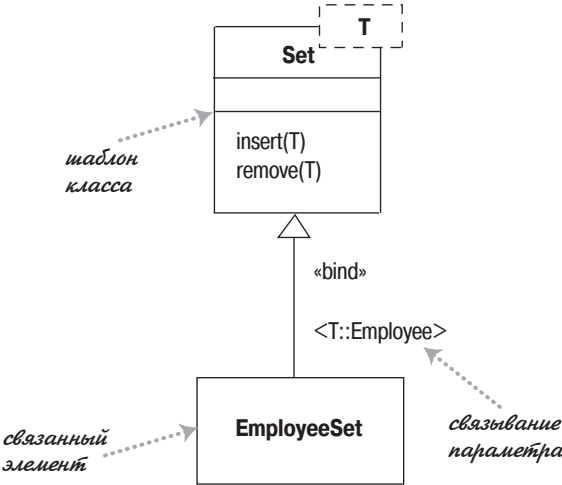 T
Set
insert(T)
remove(T)
шаблон
класса
«bind»
<T::Employee>
EmployeeSet
связанный
элемент
связывание
параметра